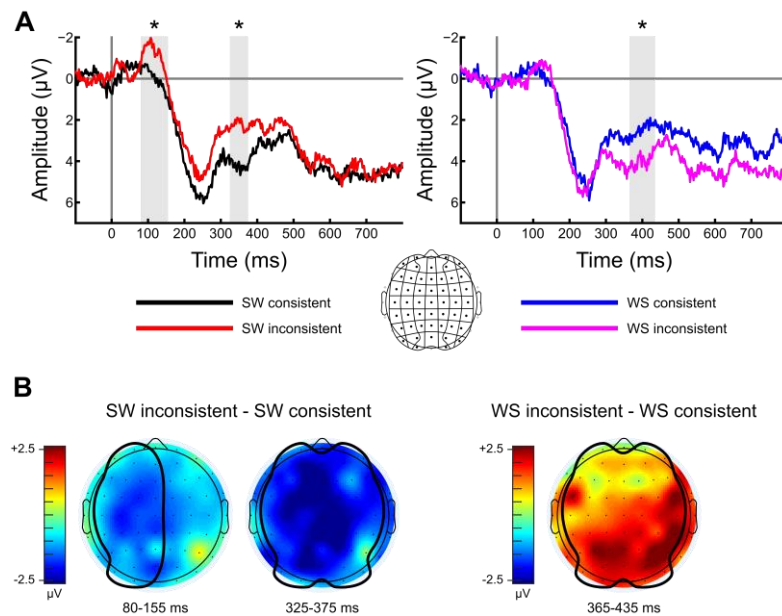 A
*
*
*
−2
0
2
4
6
Amplitude (µV)
0
100
200
300
400
500
600
700
Time (ms)
−2
0
2
4
6
Amplitude (µV)
0
100
200
300
400
500
600
700
Time (ms)
SW consistent
SW inconsistent
WS consistent
WS inconsistent
B
SW inconsistent - SW consistent
WS inconsistent - WS consistent
+2.5
-2.5
µV
+2.5
-2.5
µV
80-155 ms
325-375 ms
365-435 ms